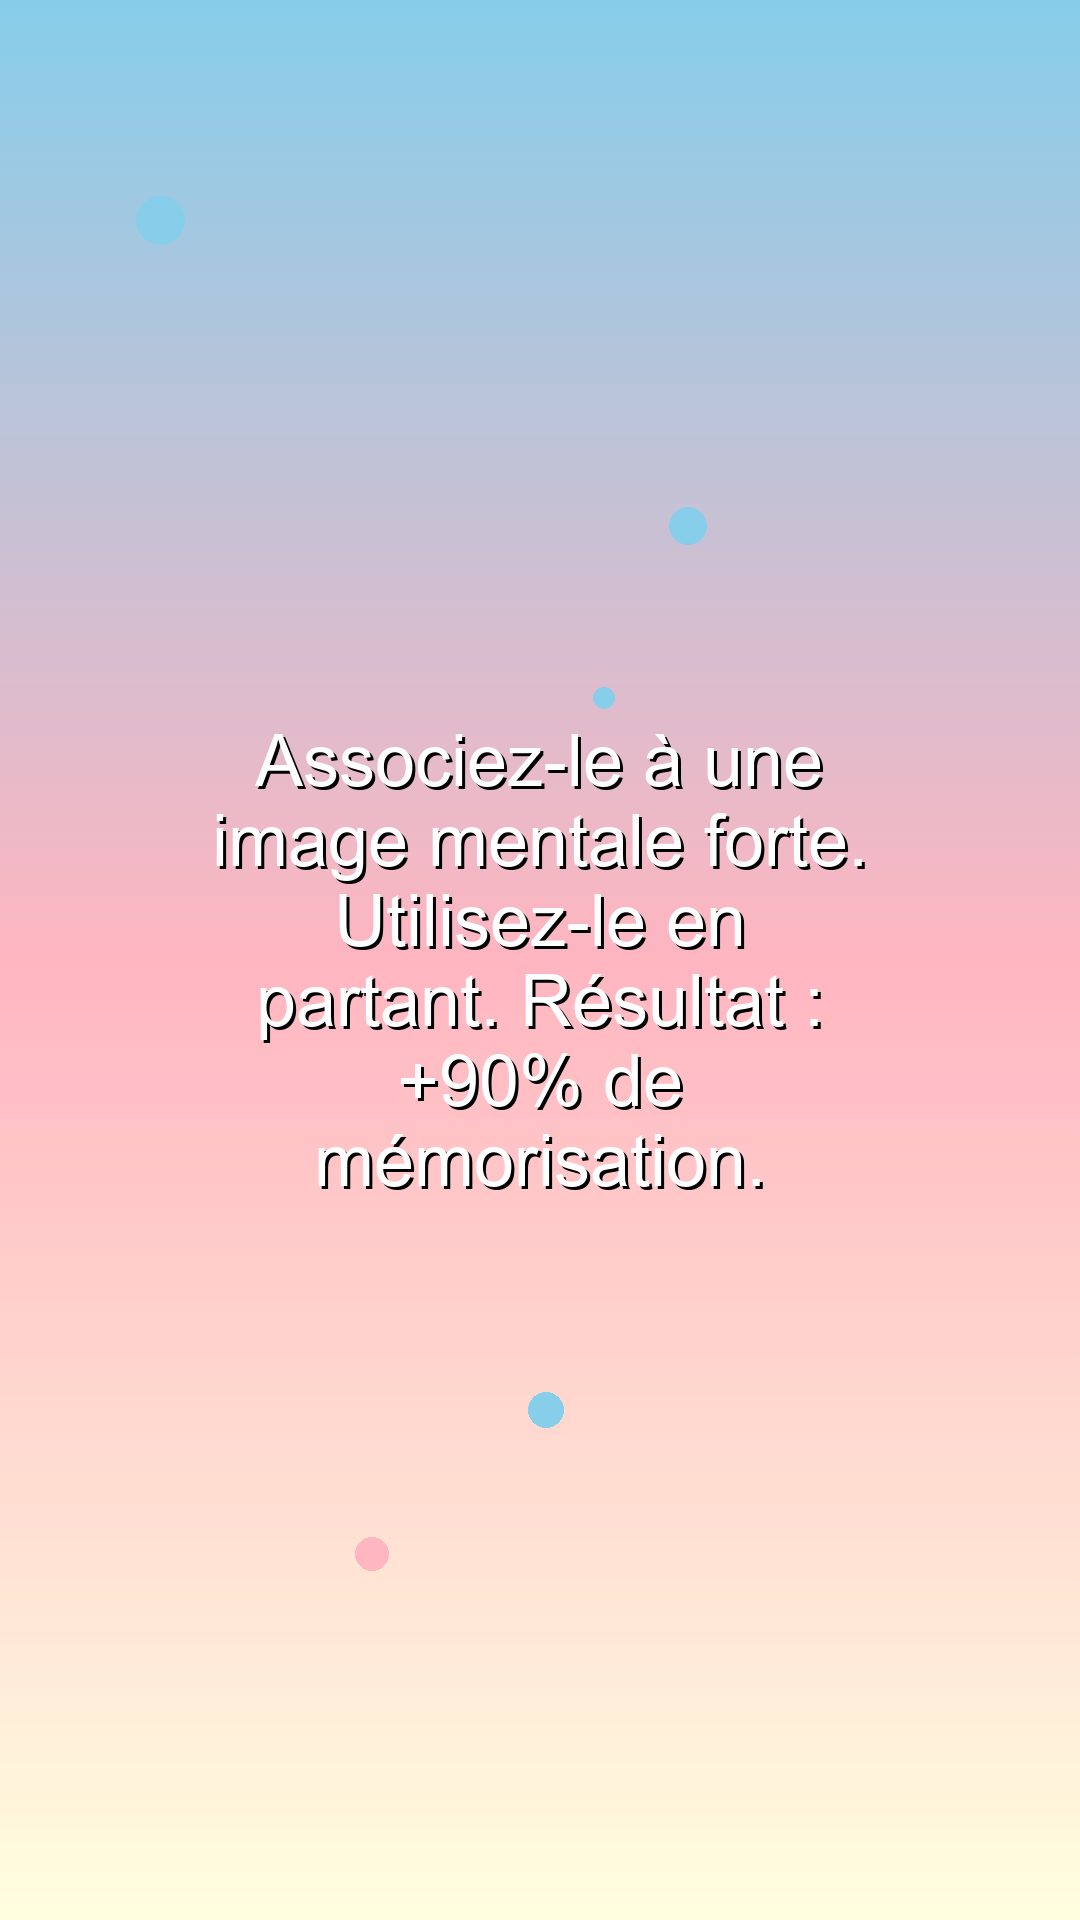 Associez-le à une
image mentale forte.
Utilisez-le en
partant. Résultat :
+90% de
mémorisation.